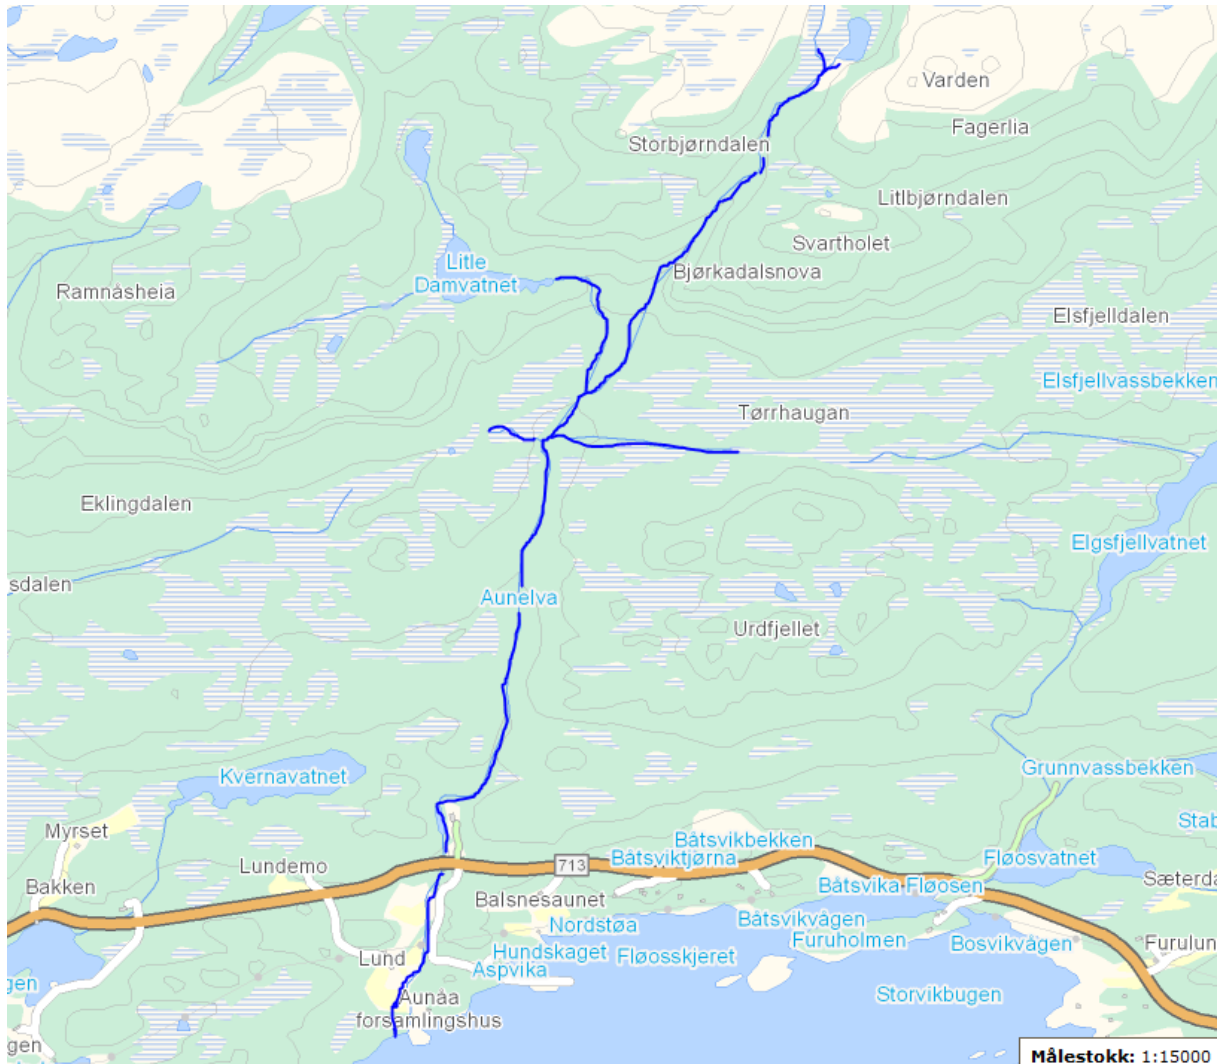 Varden
Fagerlia
Storbjørndalen
Litlbjørndalen
Svartholet
Bjørkadalsnova
Litle
Damvatnet
Ramnåsheia
Elsfjelldalen
Elsfjellvassbekken
Tørrhaugan
Eklingdalen
Elgsfjellvatnet
sdalen
Aunelva
Urdfjellet
Kvernavatnet
Grunnvassbekken
Stab
Myrset
Båtsvikbekken
Båtsviktjørna
Fløosvatnet
Lundemo
713
Bakken
Balsnesaunet
Båtsvika Fløosen
Sæterda
Nordstøa
Båtsvikvågen
Furuholmen
Bosvikvågen
Furulun
Hundskaget
Fløosskjeret
Lund
Aspvika
gen
Storvikbugen
Aunåa
forsamlingshus
gen
Målestokk: 1:15000